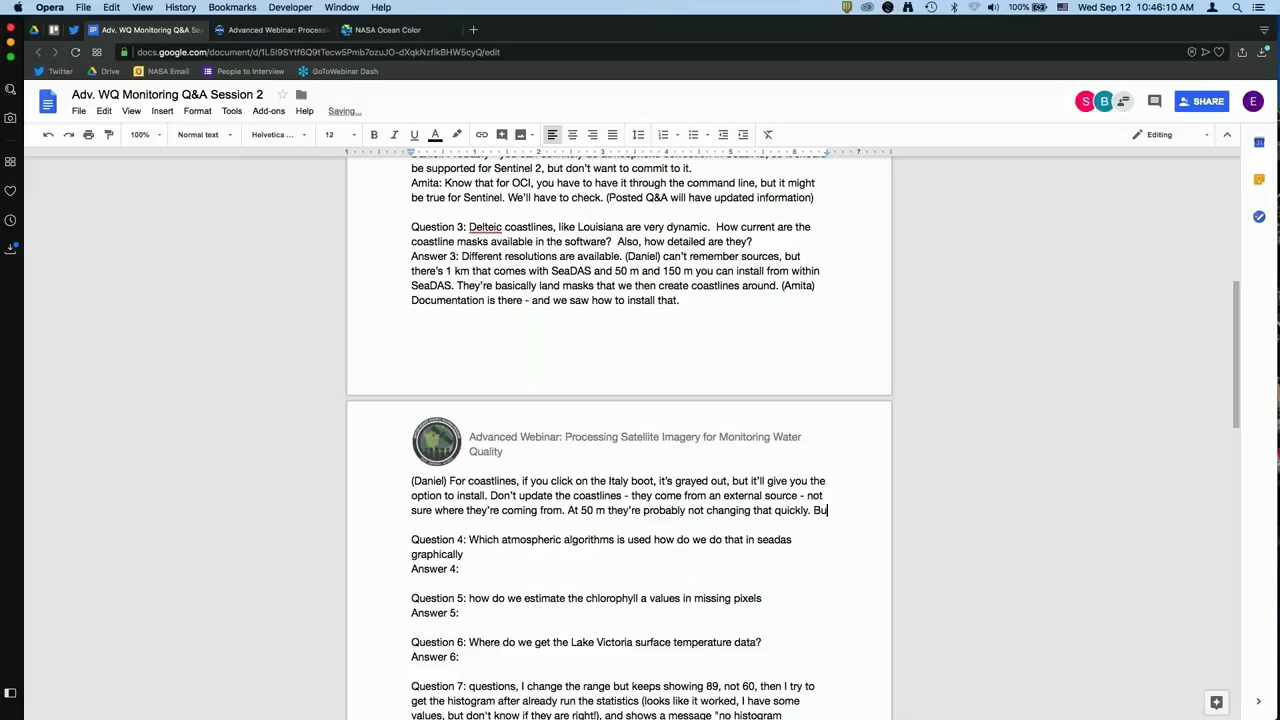 Opera File Edit View History Bookmarks Developer Window Help 100% Wed Sep 12 10:46:10 AM
Adv. WQ Monitoring Q&A Se Advanced Webinar: Process NASA Ocean Color
docs.google.com/document/d/1L5I9SYtf6Q9tTecw5Pmb7ozuJO-dXqkNzfikBHW5cyQ/edit
Twitter Drive NASA Email People to Interview GoToWebinar Dash
Adv. WQ Monitoring Q&A Session 2
File Edit View Insert Format Tools Add-ons Help Saving...
S B SHARE E
100% Normal text Helvetica ... 12 B I U A Editing
1 1 2 3 4 5 6 7
be supported for Sentinel 2, but don't want to commit to it.
Amita: Know that for OCI, you have to have it through the command line, but it might
be true for Sentinel. We'll have to check. (Posted Q&A will have updated information)
Question 3: Delteic coastlines, like Louisiana are very dynamic.  How current are the
coastline masks available in the software?  Also, how detailed are they?
Answer 3: Different resolutions are available. (Daniel) can't remember sources, but
there's 1 km that comes with SeaDAS and 50 m and 150 m you can install from within
SeaDAS. They're basically land masks that we then create coastlines around. (Amita)
Documentation is there - and we saw how to install that.
Advanced Webinar: Processing Satellite Imagery for Monitoring Water
Quality
(Daniel) For coastlines, if you click on the Italy boot, it's grayed out, but it'll give you the
option to install. Don't update the coastlines - they come from an external source - not
sure where they're coming from. At 50 m they're probably not changing that quickly. Bu
Question 4: Which atmospheric algorithms is used how do we do that in seadas
graphically
Answer 4:
Question 5: how do we estimate the chlorophyll a values in missing pixels
Answer 5:
Question 6: Where do we get the Lake Victoria surface temperature data?
Answer 6:
Question 7: questions, I change the range but keeps showing 89, not 60, then I try to
get the histogram after already run the statistics (looks like it worked, I have some
values, but don't know if they are right!), and shows a message "no histogram